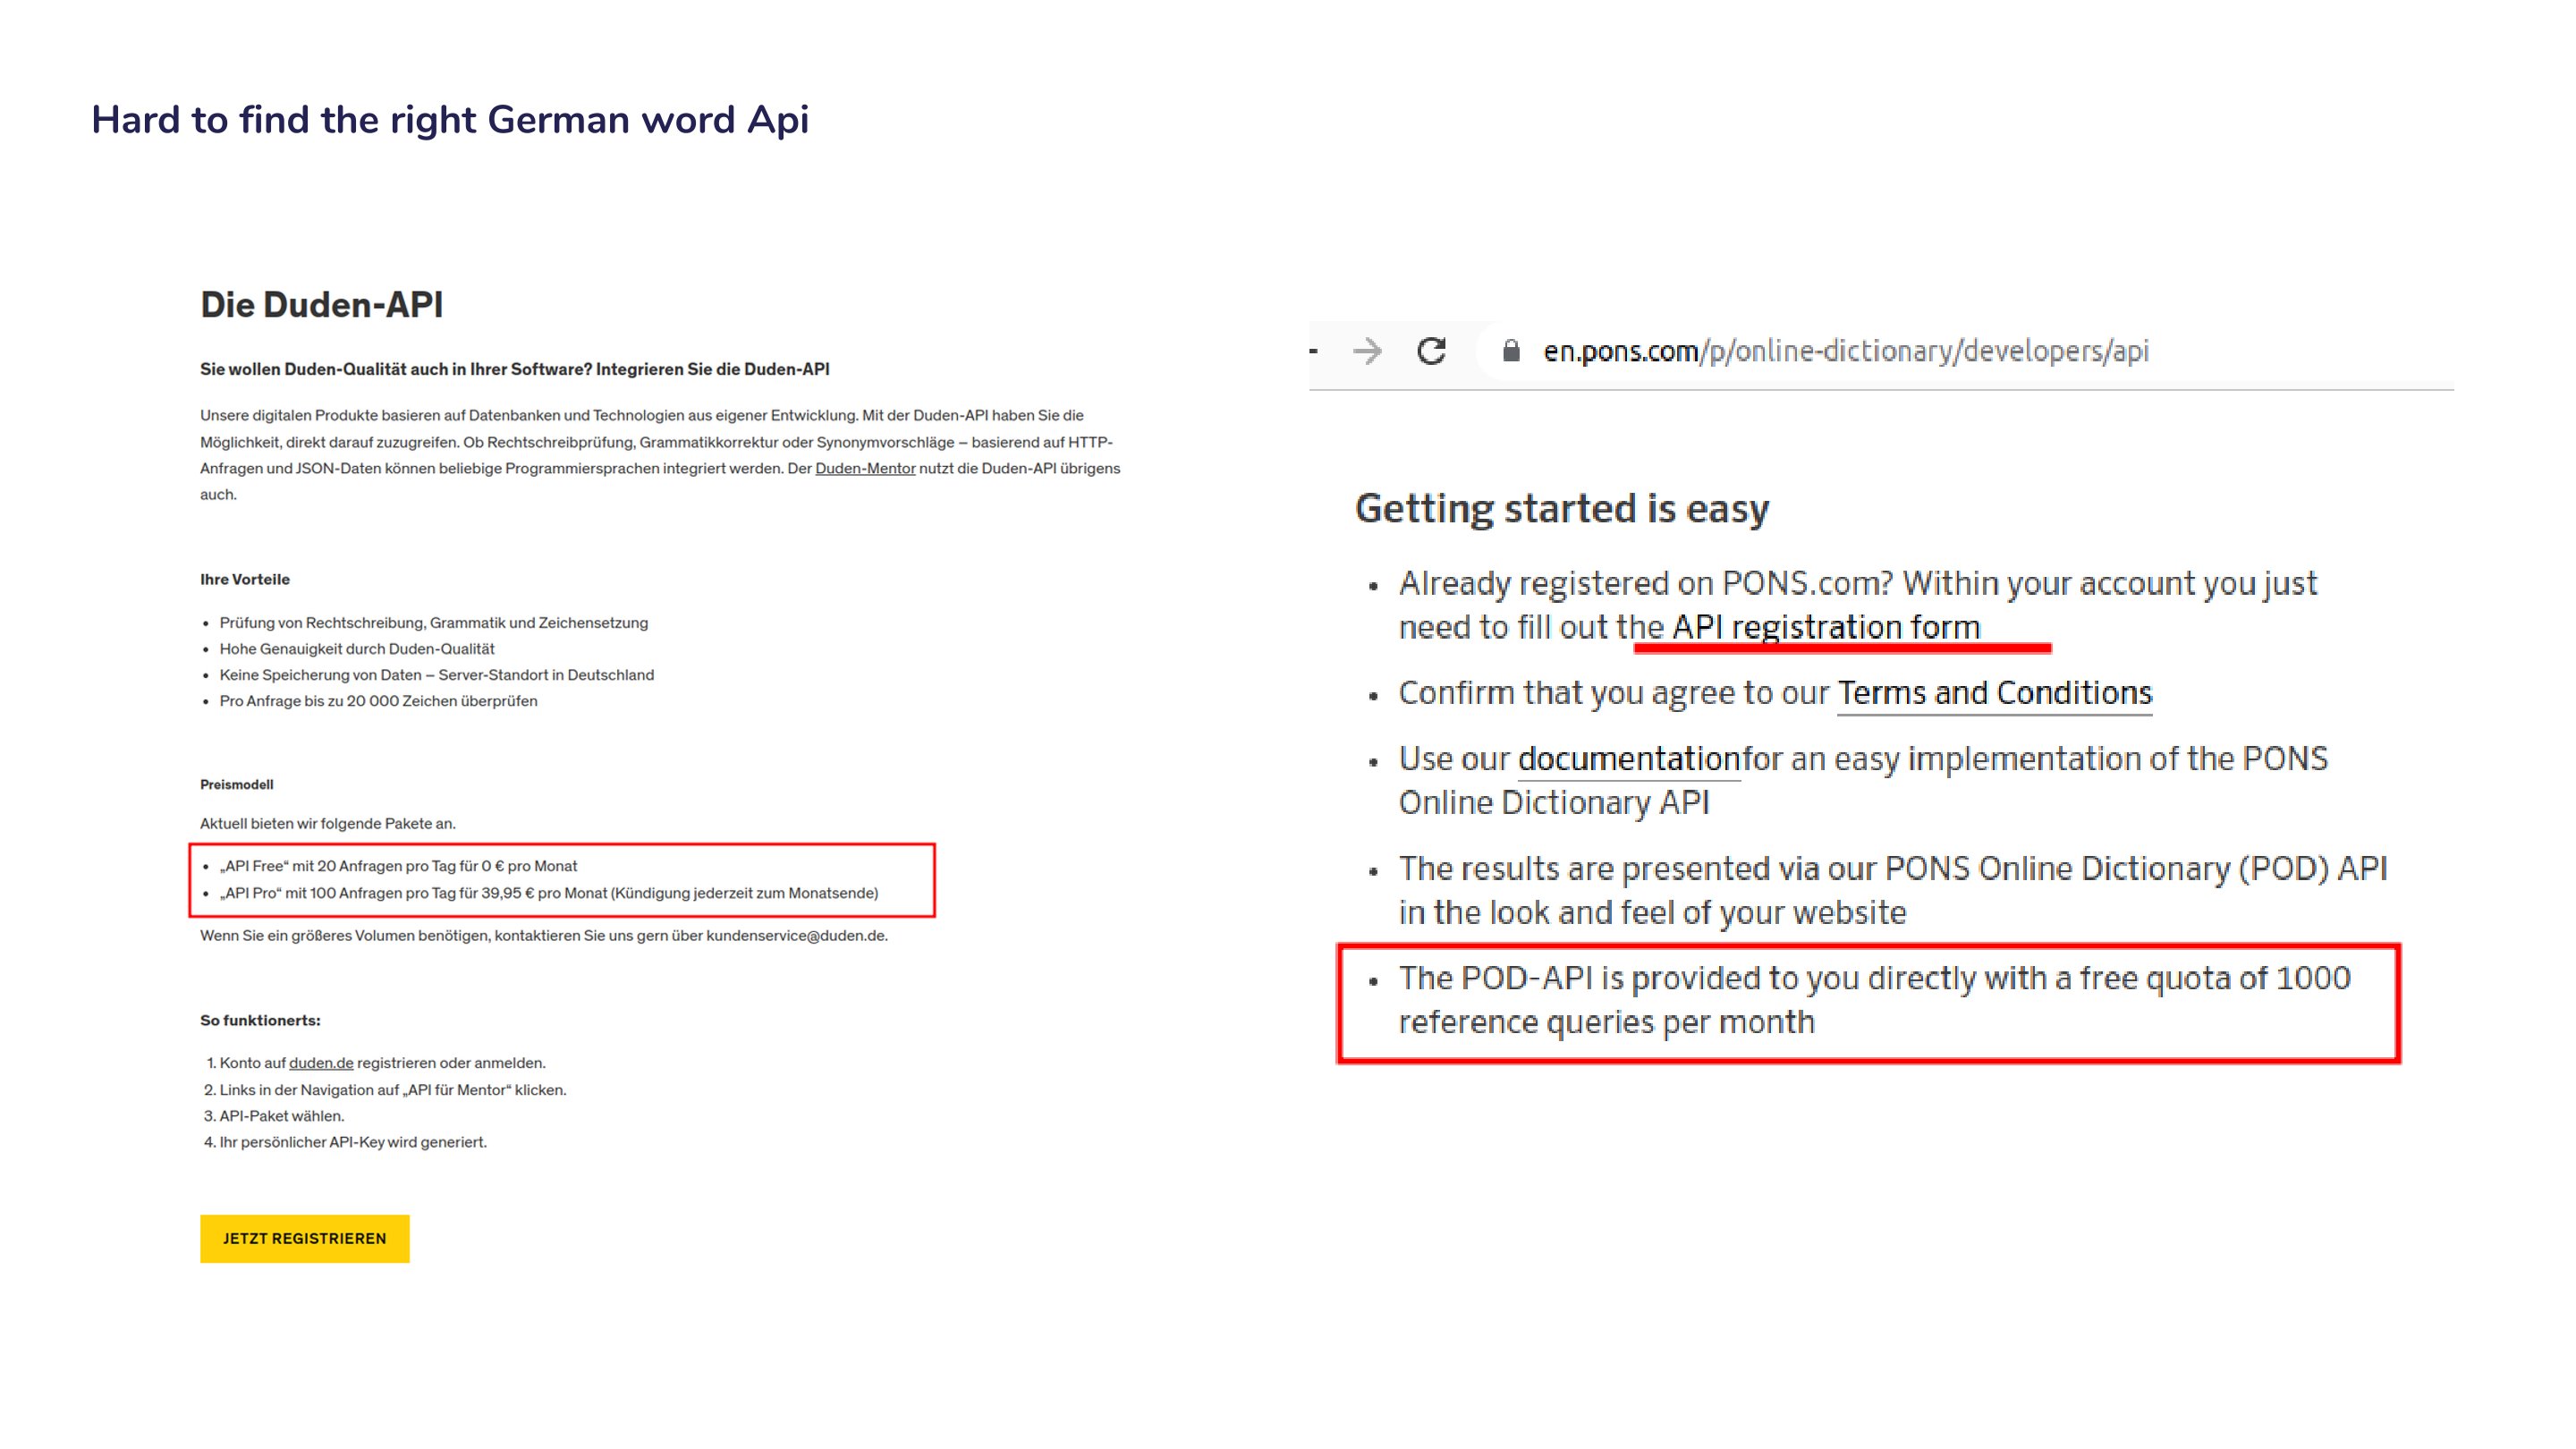 Hard to find the right German word Api
Die Duden-API
Sie wollen Duden-Qualität auch in Ihrer Software? Integrieren Sie die Duden-API
Unsere digitalen Produkte basieren auf Datenbanken und Technologien aus eigener Entwicklung. Mit der Duden-API haben Sie die
Möglichkeit, direkt darauf zuzugreifen. Ob Rechtschreibprüfung, Grammatikkorrektur oder Synonymvorschläge – basierend auf HTTP-
Anfragen und JSON-Daten können beliebige Programmiersprachen integriert werden. Der Duden-Mentor nutzt die Duden-API übrigens
auch.
Ihre Vorteile
• Prüfung von Rechtschreibung, Grammatik und Zeichensetzung
• Hohe Genauigkeit durch Duden-Qualität
• Keine Speicherung von Daten – Server-Standort in Deutschland
• Pro Anfrage bis zu 20 000 Zeichen überprüfen
Preismodell
Aktuell bieten wir folgende Pakete an.
• „API Free“ mit 20 Anfragen pro Tag für 0 € pro Monat
• „API Pro“ mit 100 Anfragen pro Tag für 39,95 € pro Monat (Kündigung jederzeit zum Monatsende)
Wenn Sie ein größeres Volumen benötigen, kontaktieren Sie uns gern über kundenservice@duden.de.
So funktionerts:
1. Konto auf duden.de registrieren oder anmelden.
2. Links in der Navigation auf „API für Mentor“ klicken.
3. API-Paket wählen.
4. Ihr persönlicher API-Key wird generiert.
JETZT REGISTRIEREN
en.pons.com/p/online-dictionary/developers/api
Getting started is easy
• Already registered on PONS.com? Within your account you just
need to fill out the API registration form
• Confirm that you agree to our Terms and Conditions
• Use our documentationfor an easy implementation of the PONS
Online Dictionary API
• The results are presented via our PONS Online Dictionary (POD) API
in the look and feel of your website
• The POD-API is provided to you directly with a free quota of 1000
reference queries per month